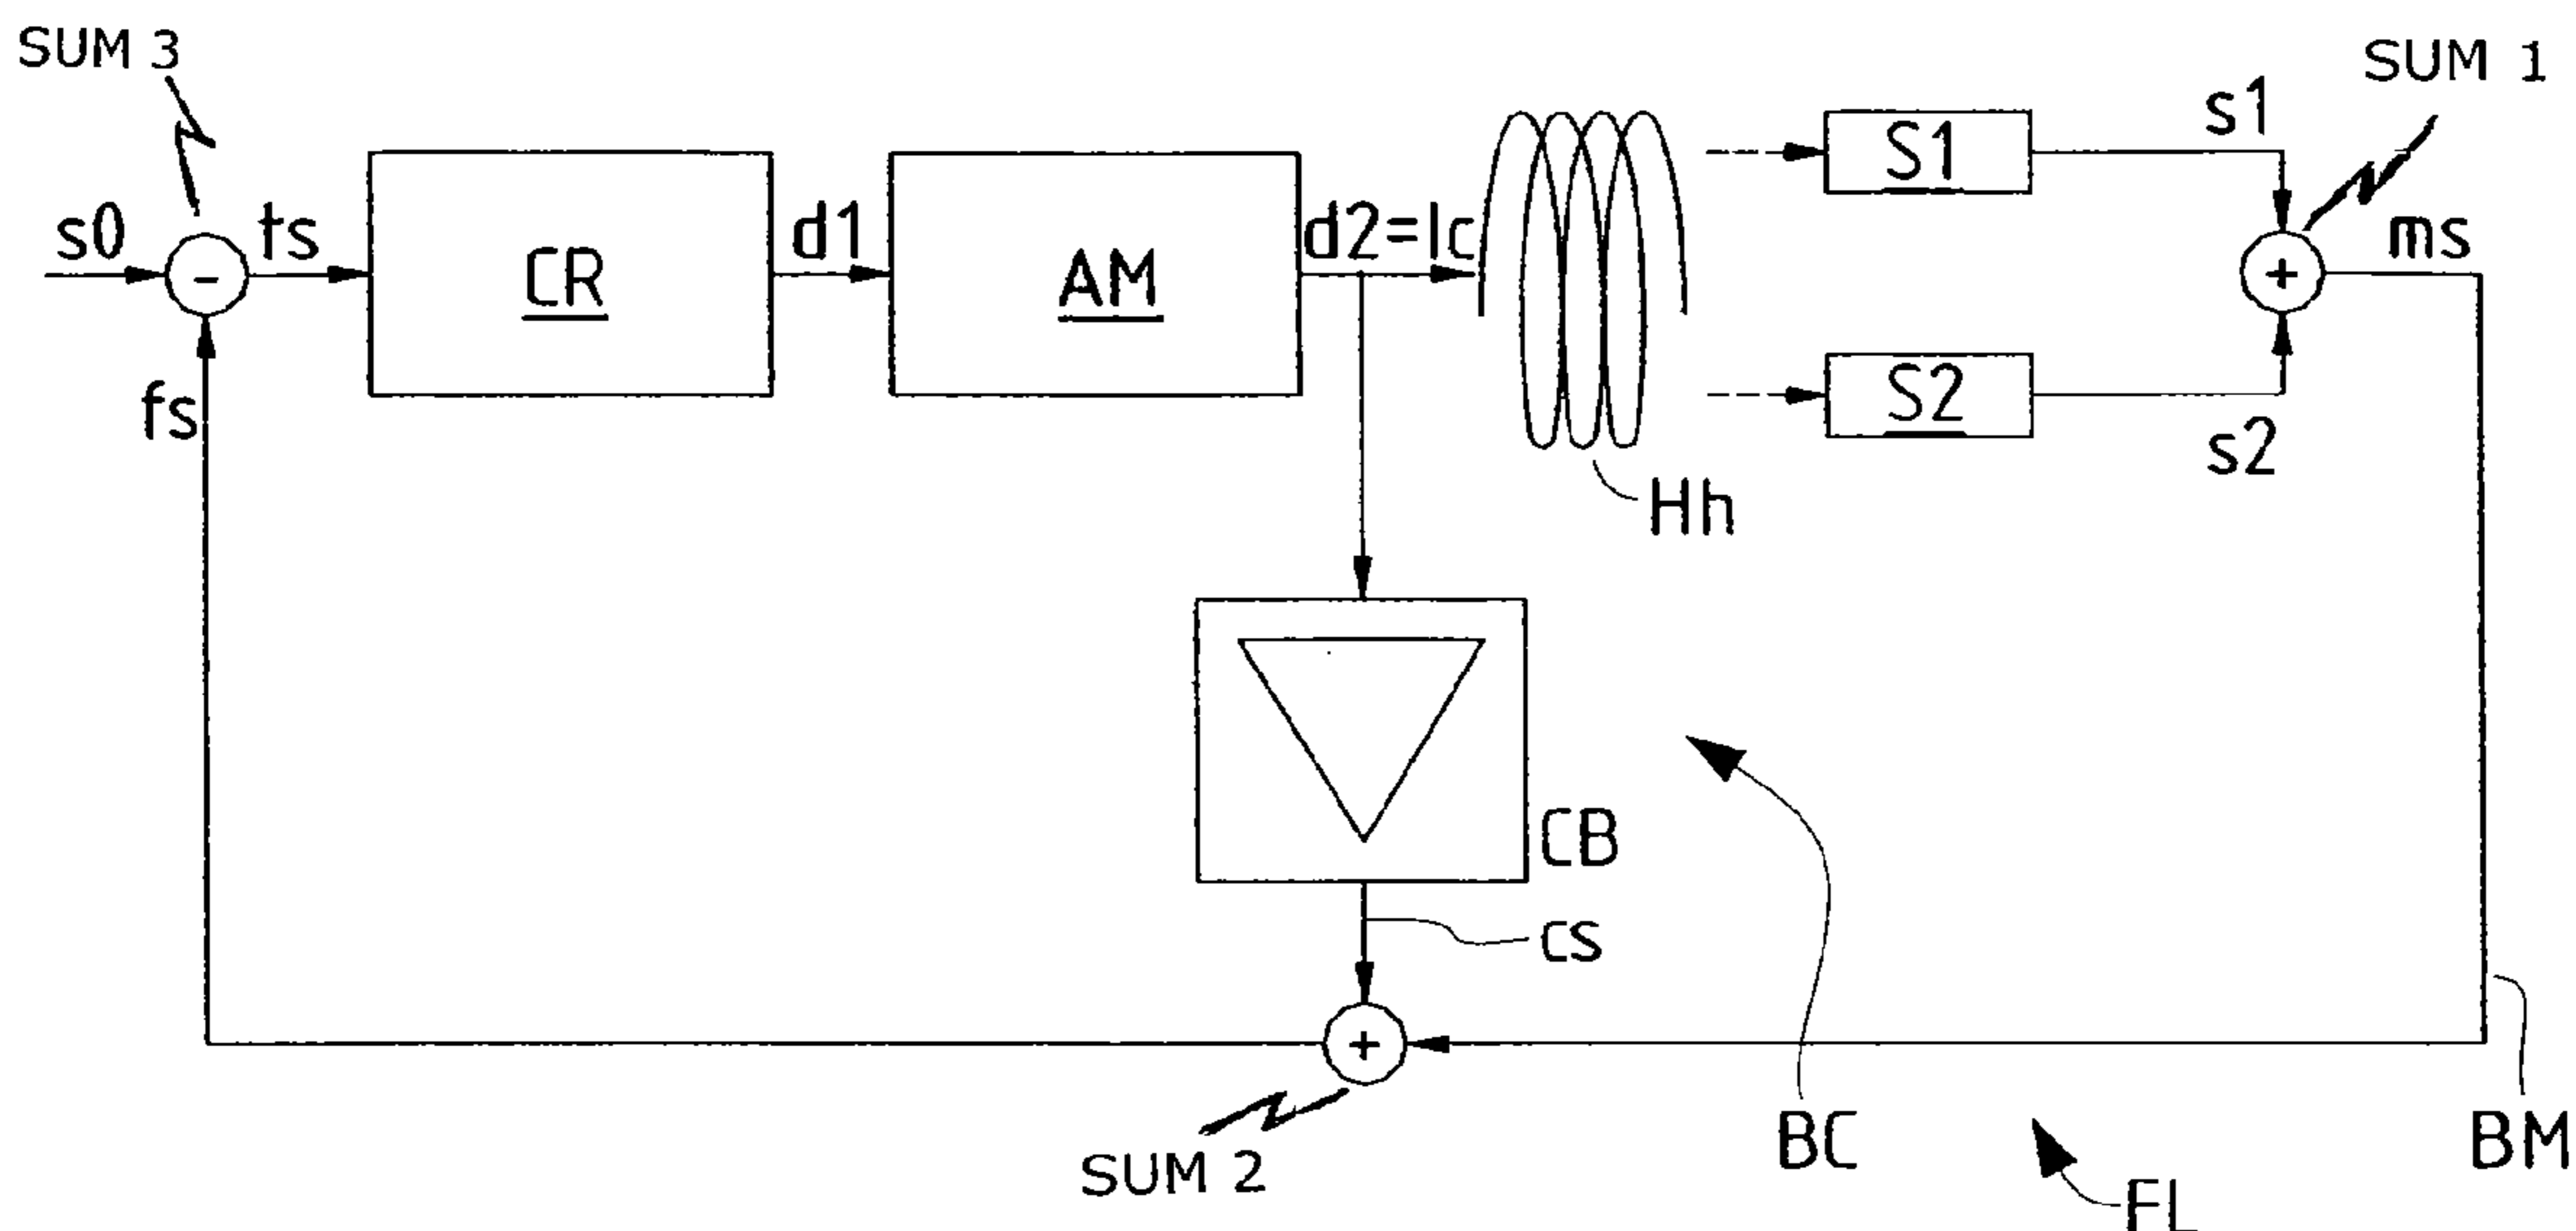 SUM 3
SUM 1
s0
-
ts
CR
d1
AM
d2=Ic
S1
s1
+
ms
S2
s2
fs
Hh
CB
cs
+
SUM 2
BC
BM
FL